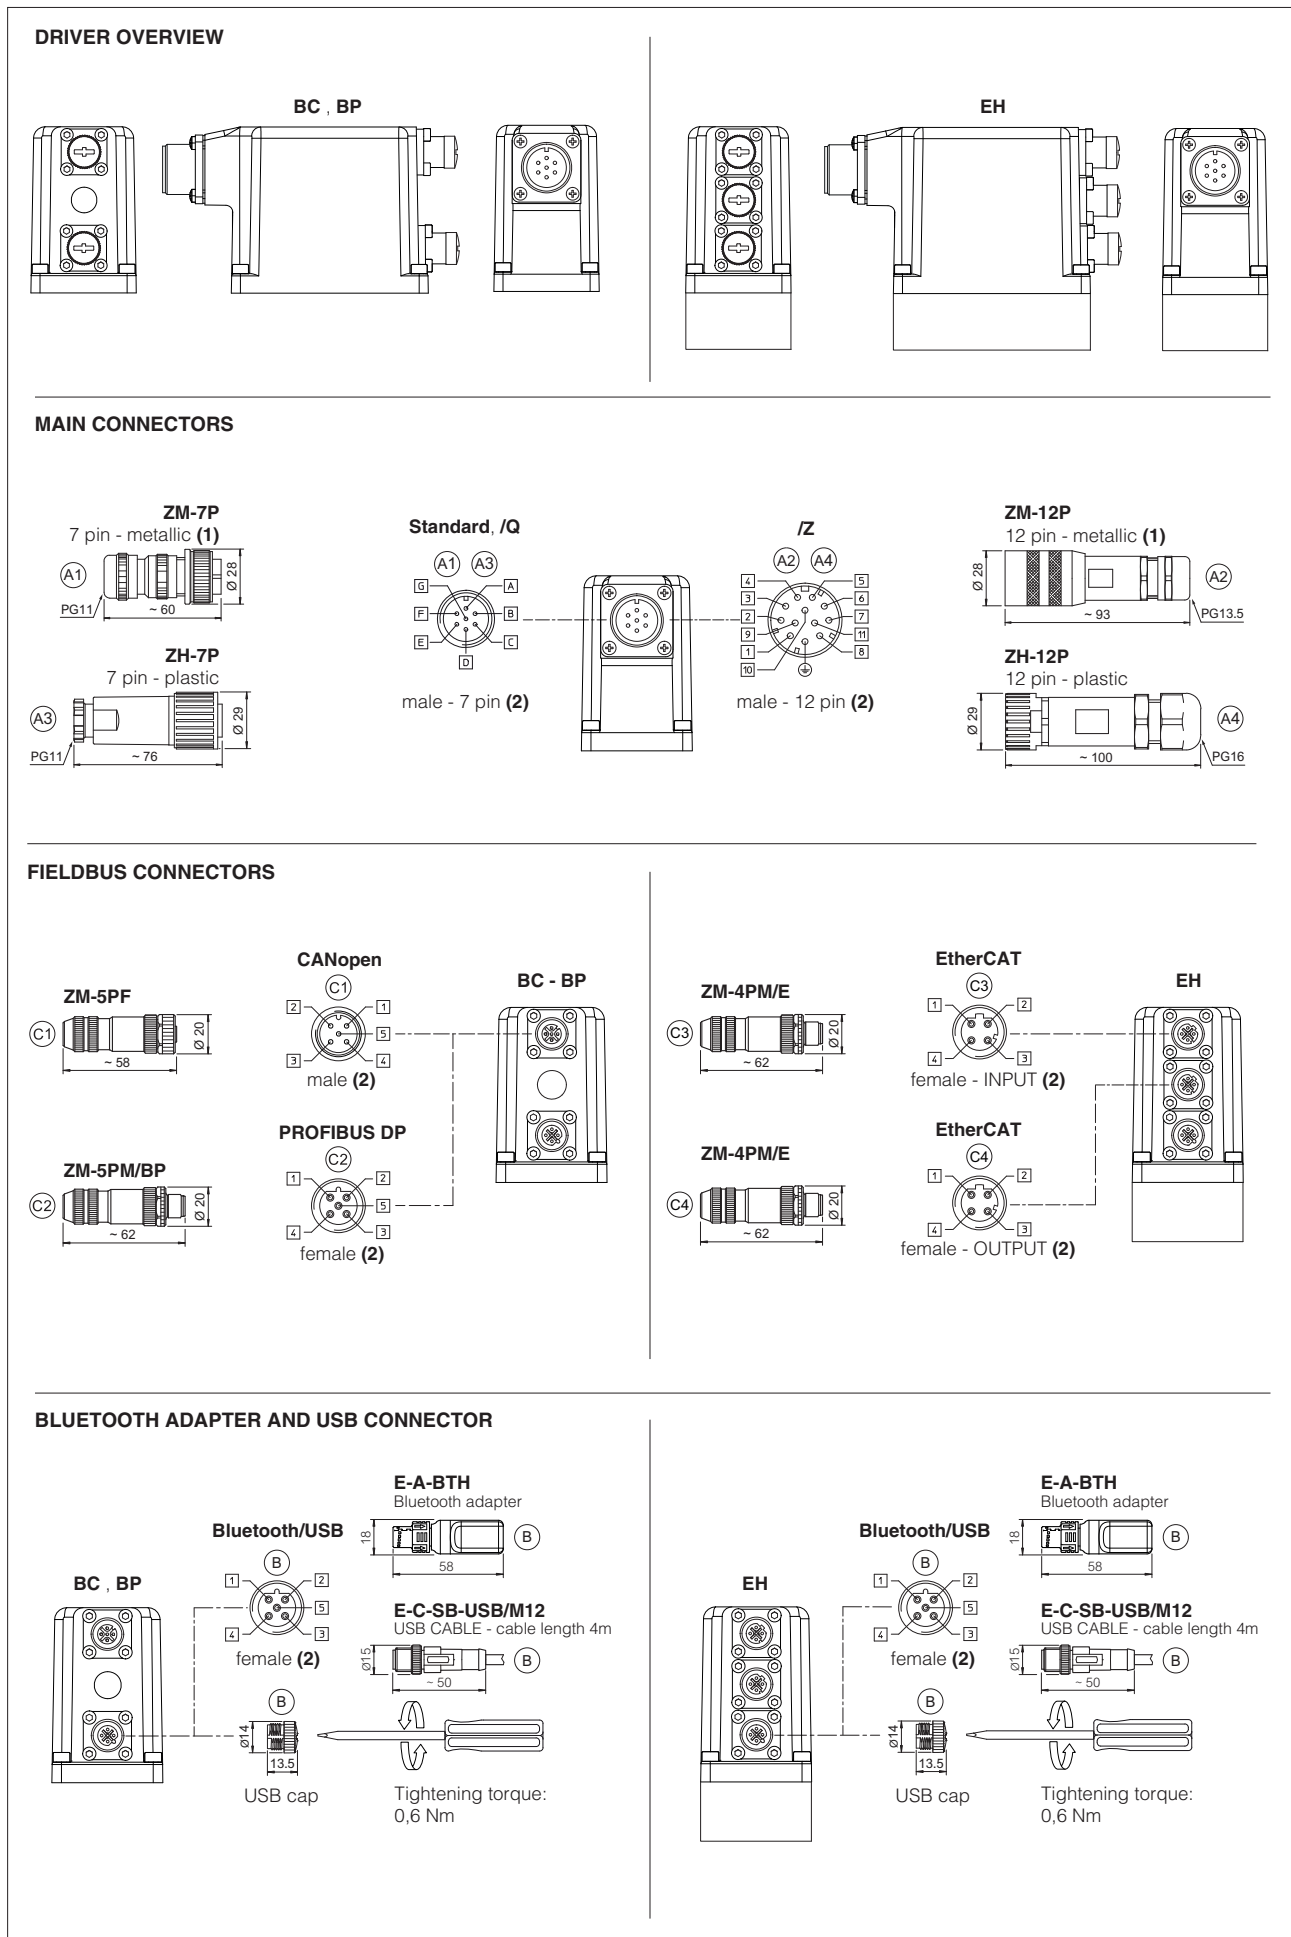 DRIVER OVERVIEW
BC , BP
EH
MAIN CONNECTORS
ZM-7P
7 pin - metallic (1)
A1
Ø 28
PG11
~ 60
ZH-7P
7 pin - plastic
A3
Ø 29
PG11
~ 76
Standard, /Q
A1 A3
G A
F B
E C
D
male - 7 pin (2)
/Z
A2 A4
4 5
3 6
2 7
9 11
1 8
10
male - 12 pin (2)
ZM-12P
12 pin - metallic (1)
Ø 28
A2
~ 93
PG13.5
ZH-12P
12 pin - plastic
Ø 29
A4
~ 100
PG16
FIELDBUS CONNECTORS
ZM-5PF
C1
Ø 20
~ 58
CANopen
C1
2 1
5
3 4
male (2)
BC - BP
ZM-5PM/BP
C2
Ø 20
~ 62
PROFIBUS DP
C2
1 2
5
4 3
female (2)
ZM-4PM/E
C3
Ø 20
~ 62
EtherCAT
C3
1 2
4 3
female - INPUT (2)
EH
ZM-4PM/E
C4
Ø 20
~ 62
EtherCAT
C4
1 2
4 3
female - OUTPUT (2)
BLUETOOTH ADAPTER AND USB CONNECTOR
BC , BP
Bluetooth/USB
B
1 2
5
4 3
female (2)
E-A-BTH
Bluetooth adapter
18
B
58
E-C-SB-USB/M12
USB CABLE - cable length 4m
Ø15
B
~ 50
B
Ø14
13.5
USB cap
Tightening torque:
0,6 Nm
EH
Bluetooth/USB
B
1 2
5
4 3
female (2)
E-A-BTH
Bluetooth adapter
18
B
58
E-C-SB-USB/M12
USB CABLE - cable length 4m
Ø15
B
~ 50
B
Ø14
13.5
USB cap
Tightening torque:
0,6 Nm